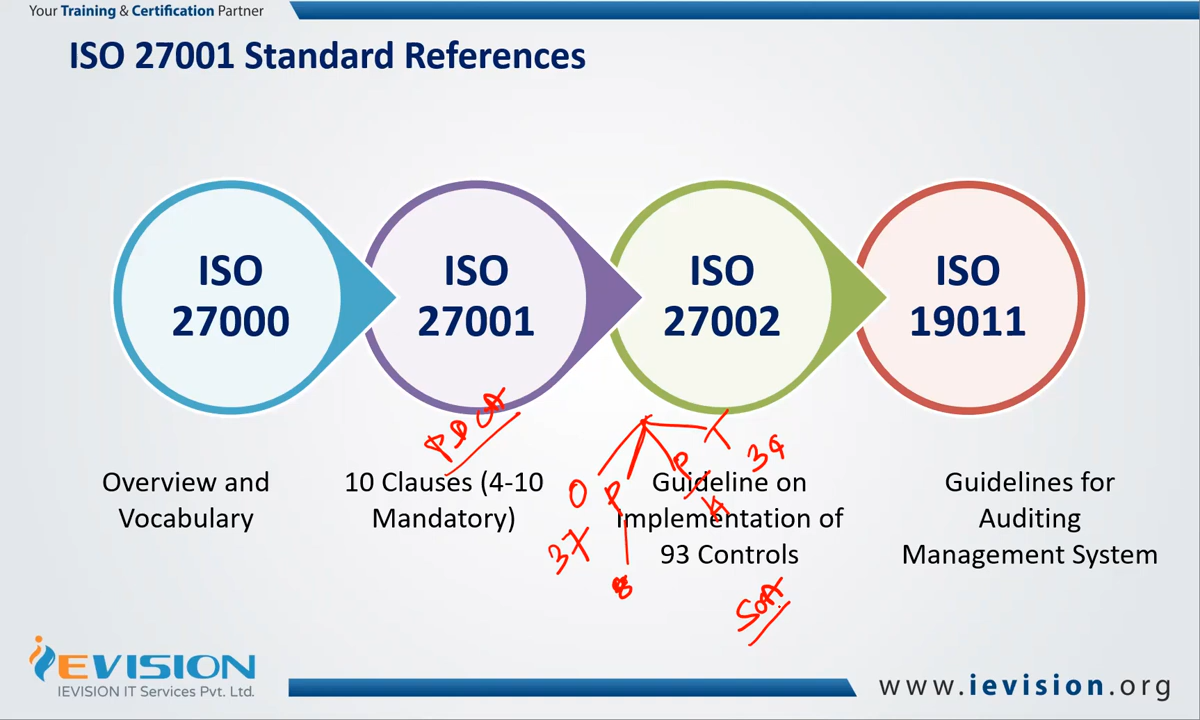 Your Training & Certification Partner
ISO 27001 Standard References
ISO
27000
ISO
27001
ISO
27002
ISO
19011
PDCA
O
P
P
T
37
8
14
34
SOA
Overview and
Vocabulary
10 Clauses (4-10
Mandatory)
Guideline on
Implementation of
93 Controls
Guidelines for
Auditing
Management System
iEVISION
IEVISION IT Services Pvt. Ltd.
www.ievision.org